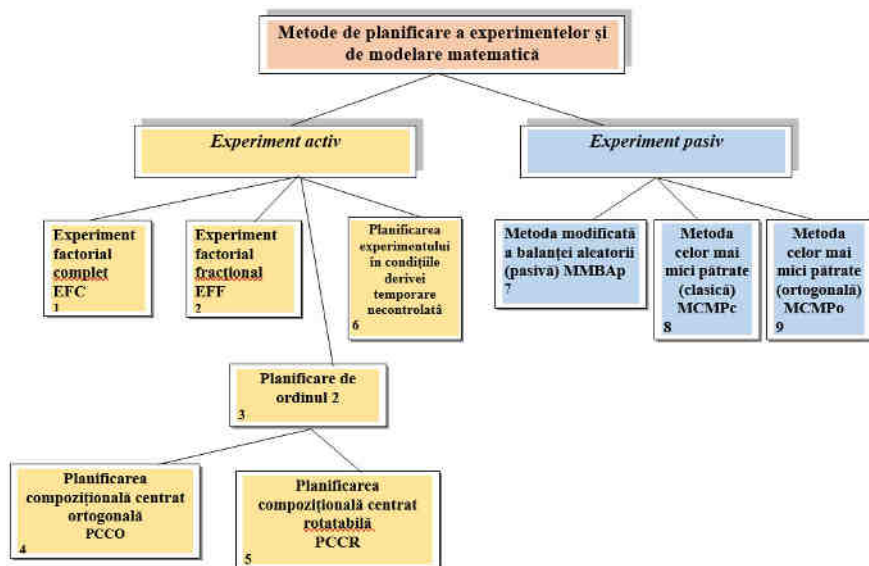 Metode de planificare a experimentelor și
de modelare matematică
Experiment activ
Experiment pasiv
Experiment
factorial
complet
EFC
1
Experiment
factorial
fracțional
EFF
2
Planificarea
experimentului
în condițiile
derivei
temporare
necontrolată
6
Metoda modificată
a balanței aleatorii
(pasivă) MMBAp
7
Metoda
celor mai
mici pătrate
(clasică)
MCMPc
8
Metoda
celor mai
mici pătrate
(ortogonală)
MCMPo
9
Planificare de
ordinul 2
3
Planificarea
compozițională centrat
ortogonală
PCCO
4
Planificarea
compozițională centrat
rotatabilă
PCCR
5